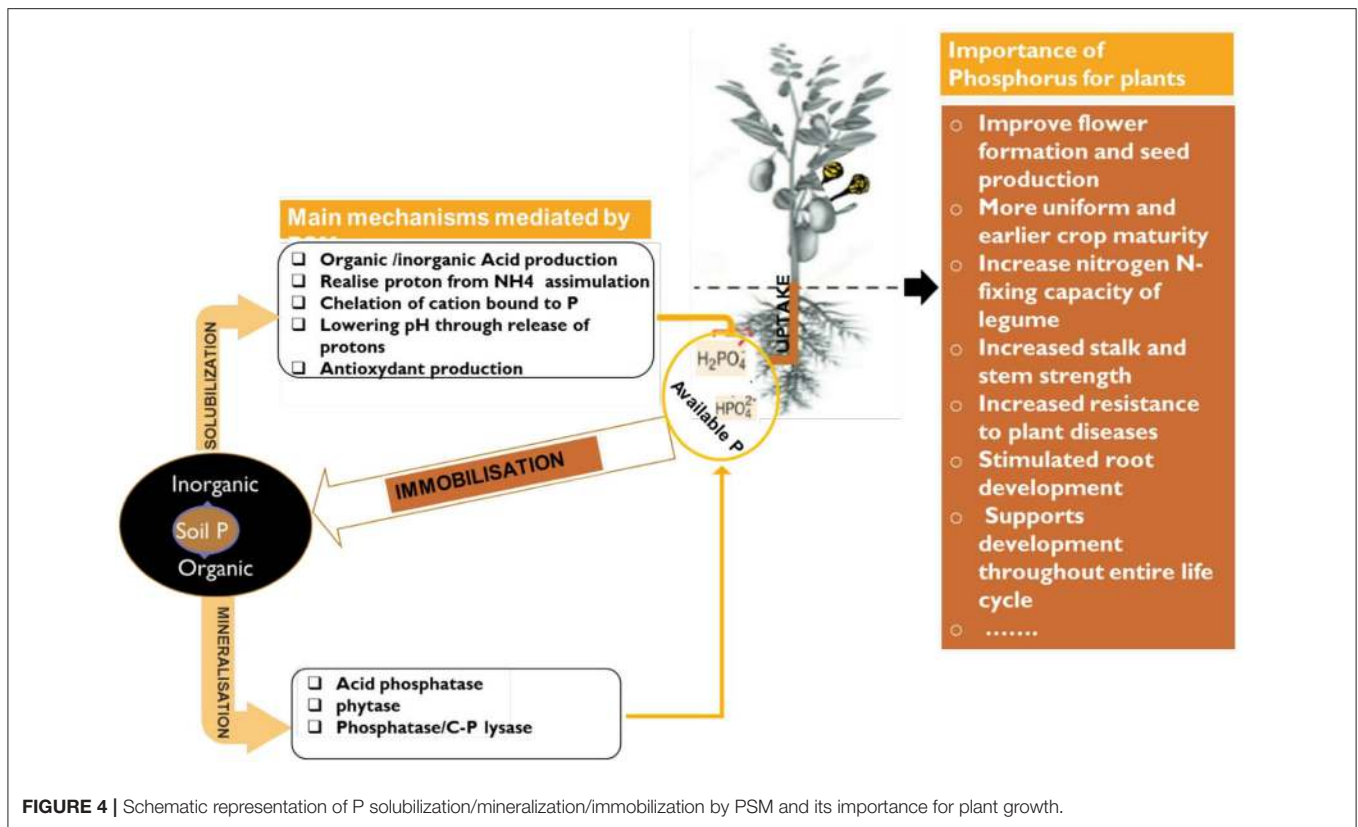 Importance of
Phosphorus for plants
Improve flower
formation and seed
production
More uniform and
earlier crop maturity
Increase nitrogen N-
fixing capacity of
legume
Increased stalk and
stem strength
Increased resistance
to plant diseases
Stimulated root
development
Supports
development
throughout entire life
cycle
.......
Main mechanisms mediated by
Organic /inorganic Acid production
Realise proton from NH4 assimulation
Chelation of cation bound to P
Lowering pH through release of
protons
Antioxydant production
SOLUBILIZATION
UPTAKE
H₂PO₄⁻
HPO₄²⁻
Available P
IMMOBILISATION
Inorganic
Soil P
Organic
MINERALISATION
Acid phosphatase
phytase
Phosphatase/C-P lysase
FIGURE 4 | Schematic representation of P solubilization/mineralization/immobilization by PSM and its importance for plant growth.